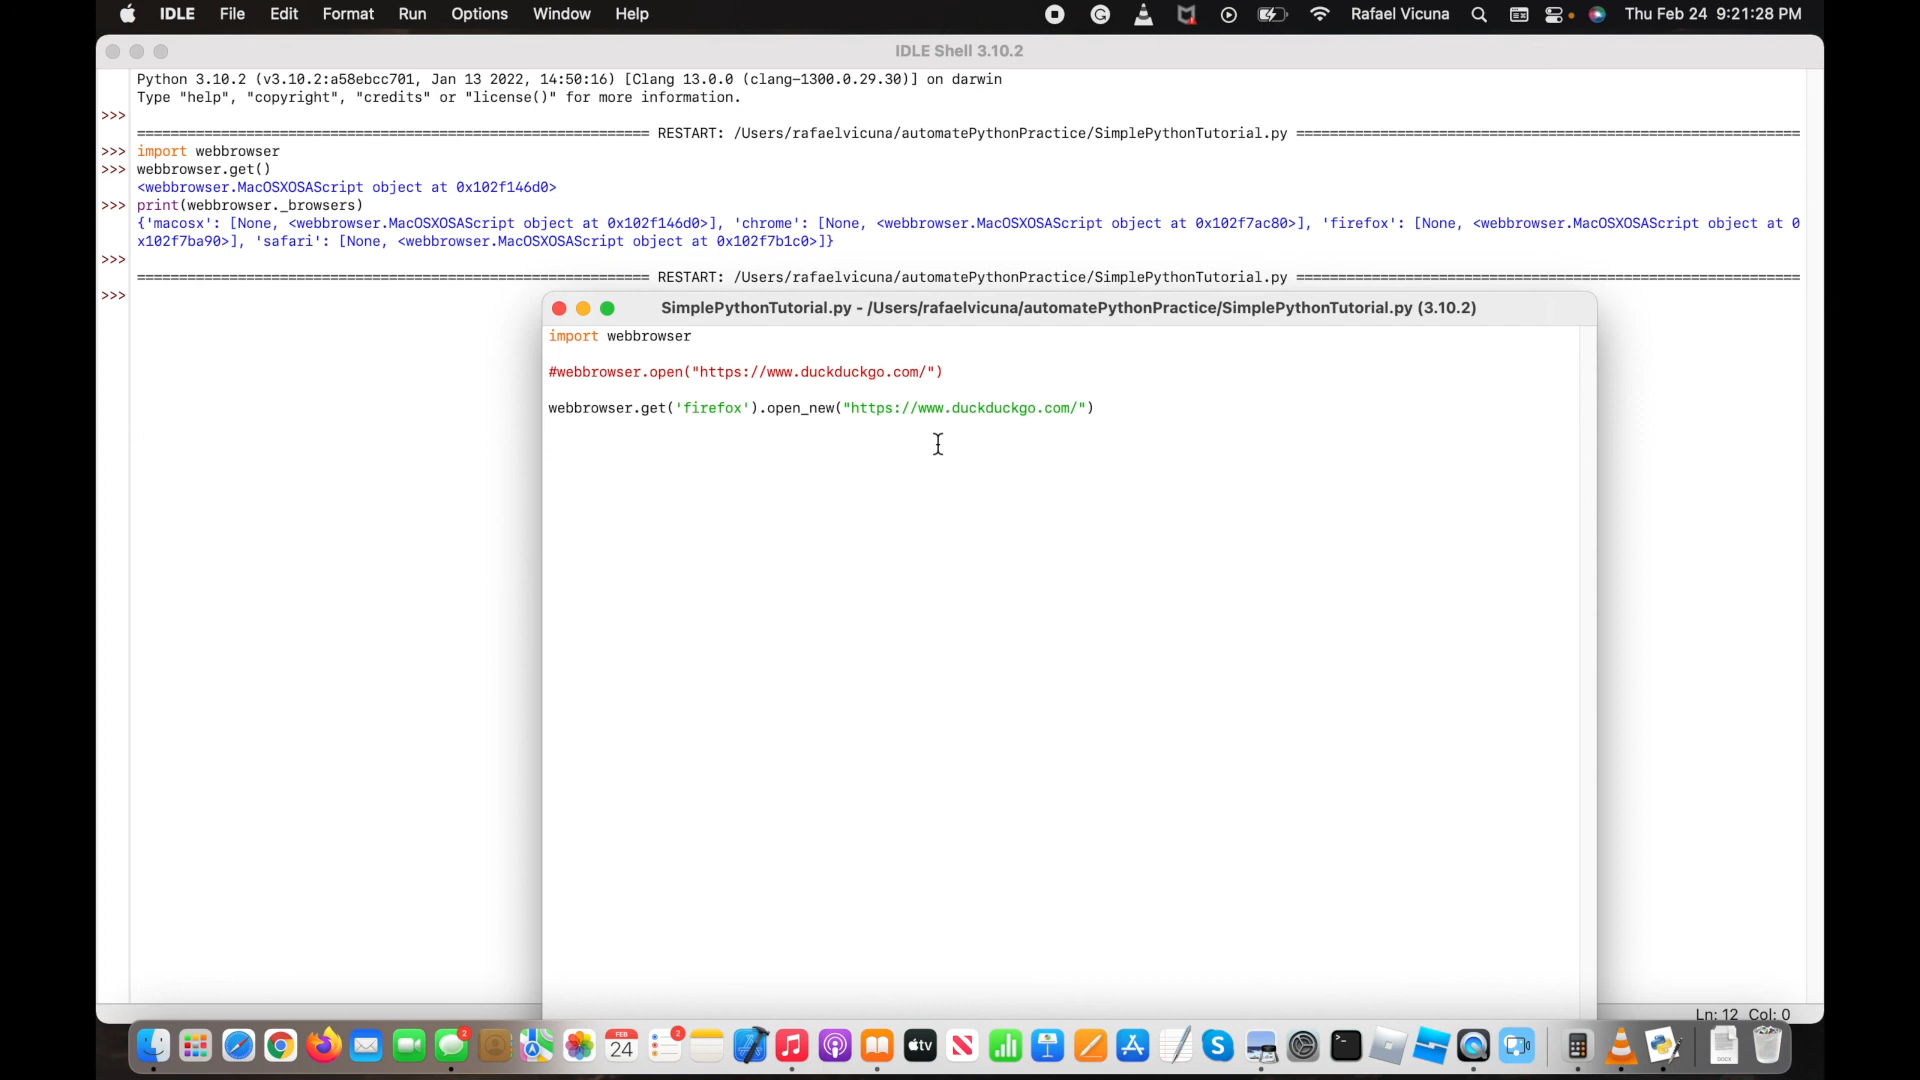 IDLE File Edit Format Run Options Window Help Rafael Vicuna Thu Feb 24 9:21:28 PM
IDLE Shell 3.10.2
Python 3.10.2 (v3.10.2:a58ebcc701, Jan 13 2022, 14:50:16) [Clang 13.0.0 (clang-1300.0.29.30)] on darwin
Type "help", "copyright", "credits" or "license()" for more information.
>>>
============================================================= RESTART: /Users/rafaelvicuna/automatePythonPractice/SimplePythonTutorial.py ============================================================
>>> import webbrowser
>>> webbrowser.get()
<webbrowser.MacOSXOSAScript object at 0x102f146d0>
>>> print(webbrowser._browsers)
{'macosx': [None, <webbrowser.MacOSXOSAScript object at 0x102f146d0>], 'chrome': [None, <webbrowser.MacOSXOSAScript object at 0x102f7ac80>], 'firefox': [None, <webbrowser.MacOSXOSAScript object at 0
x102f7ba90>], 'safari': [None, <webbrowser.MacOSXOSAScript object at 0x102f7b1c0>]}
>>>
============================================================= RESTART: /Users/rafaelvicuna/automatePythonPractice/SimplePythonTutorial.py ============================================================
>>>
SimplePythonTutorial.py - /Users/rafaelvicuna/automatePythonPractice/SimplePythonTutorial.py (3.10.2)
import webbrowser
#webbrowser.open("https://www.duckduckgo.com/")
webbrowser.get('firefox').open_new("https://www.duckduckgo.com/")
Ln: 12 Col: 0
2
FEB
24
2
tv
DOCX